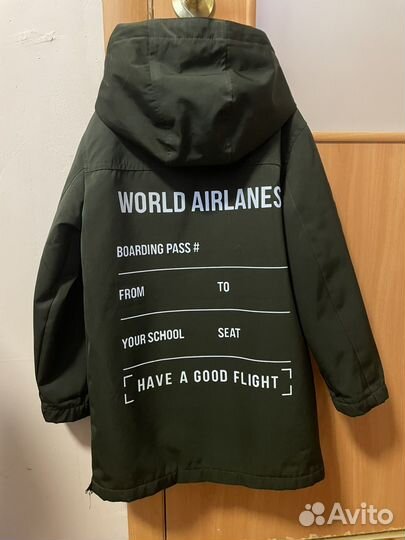 WORLD AIRLANES
BOARDING PASS #
FROM TO
YOUR SCHOOL SEAT
HAVE A GOOD FLIGHT
Avito